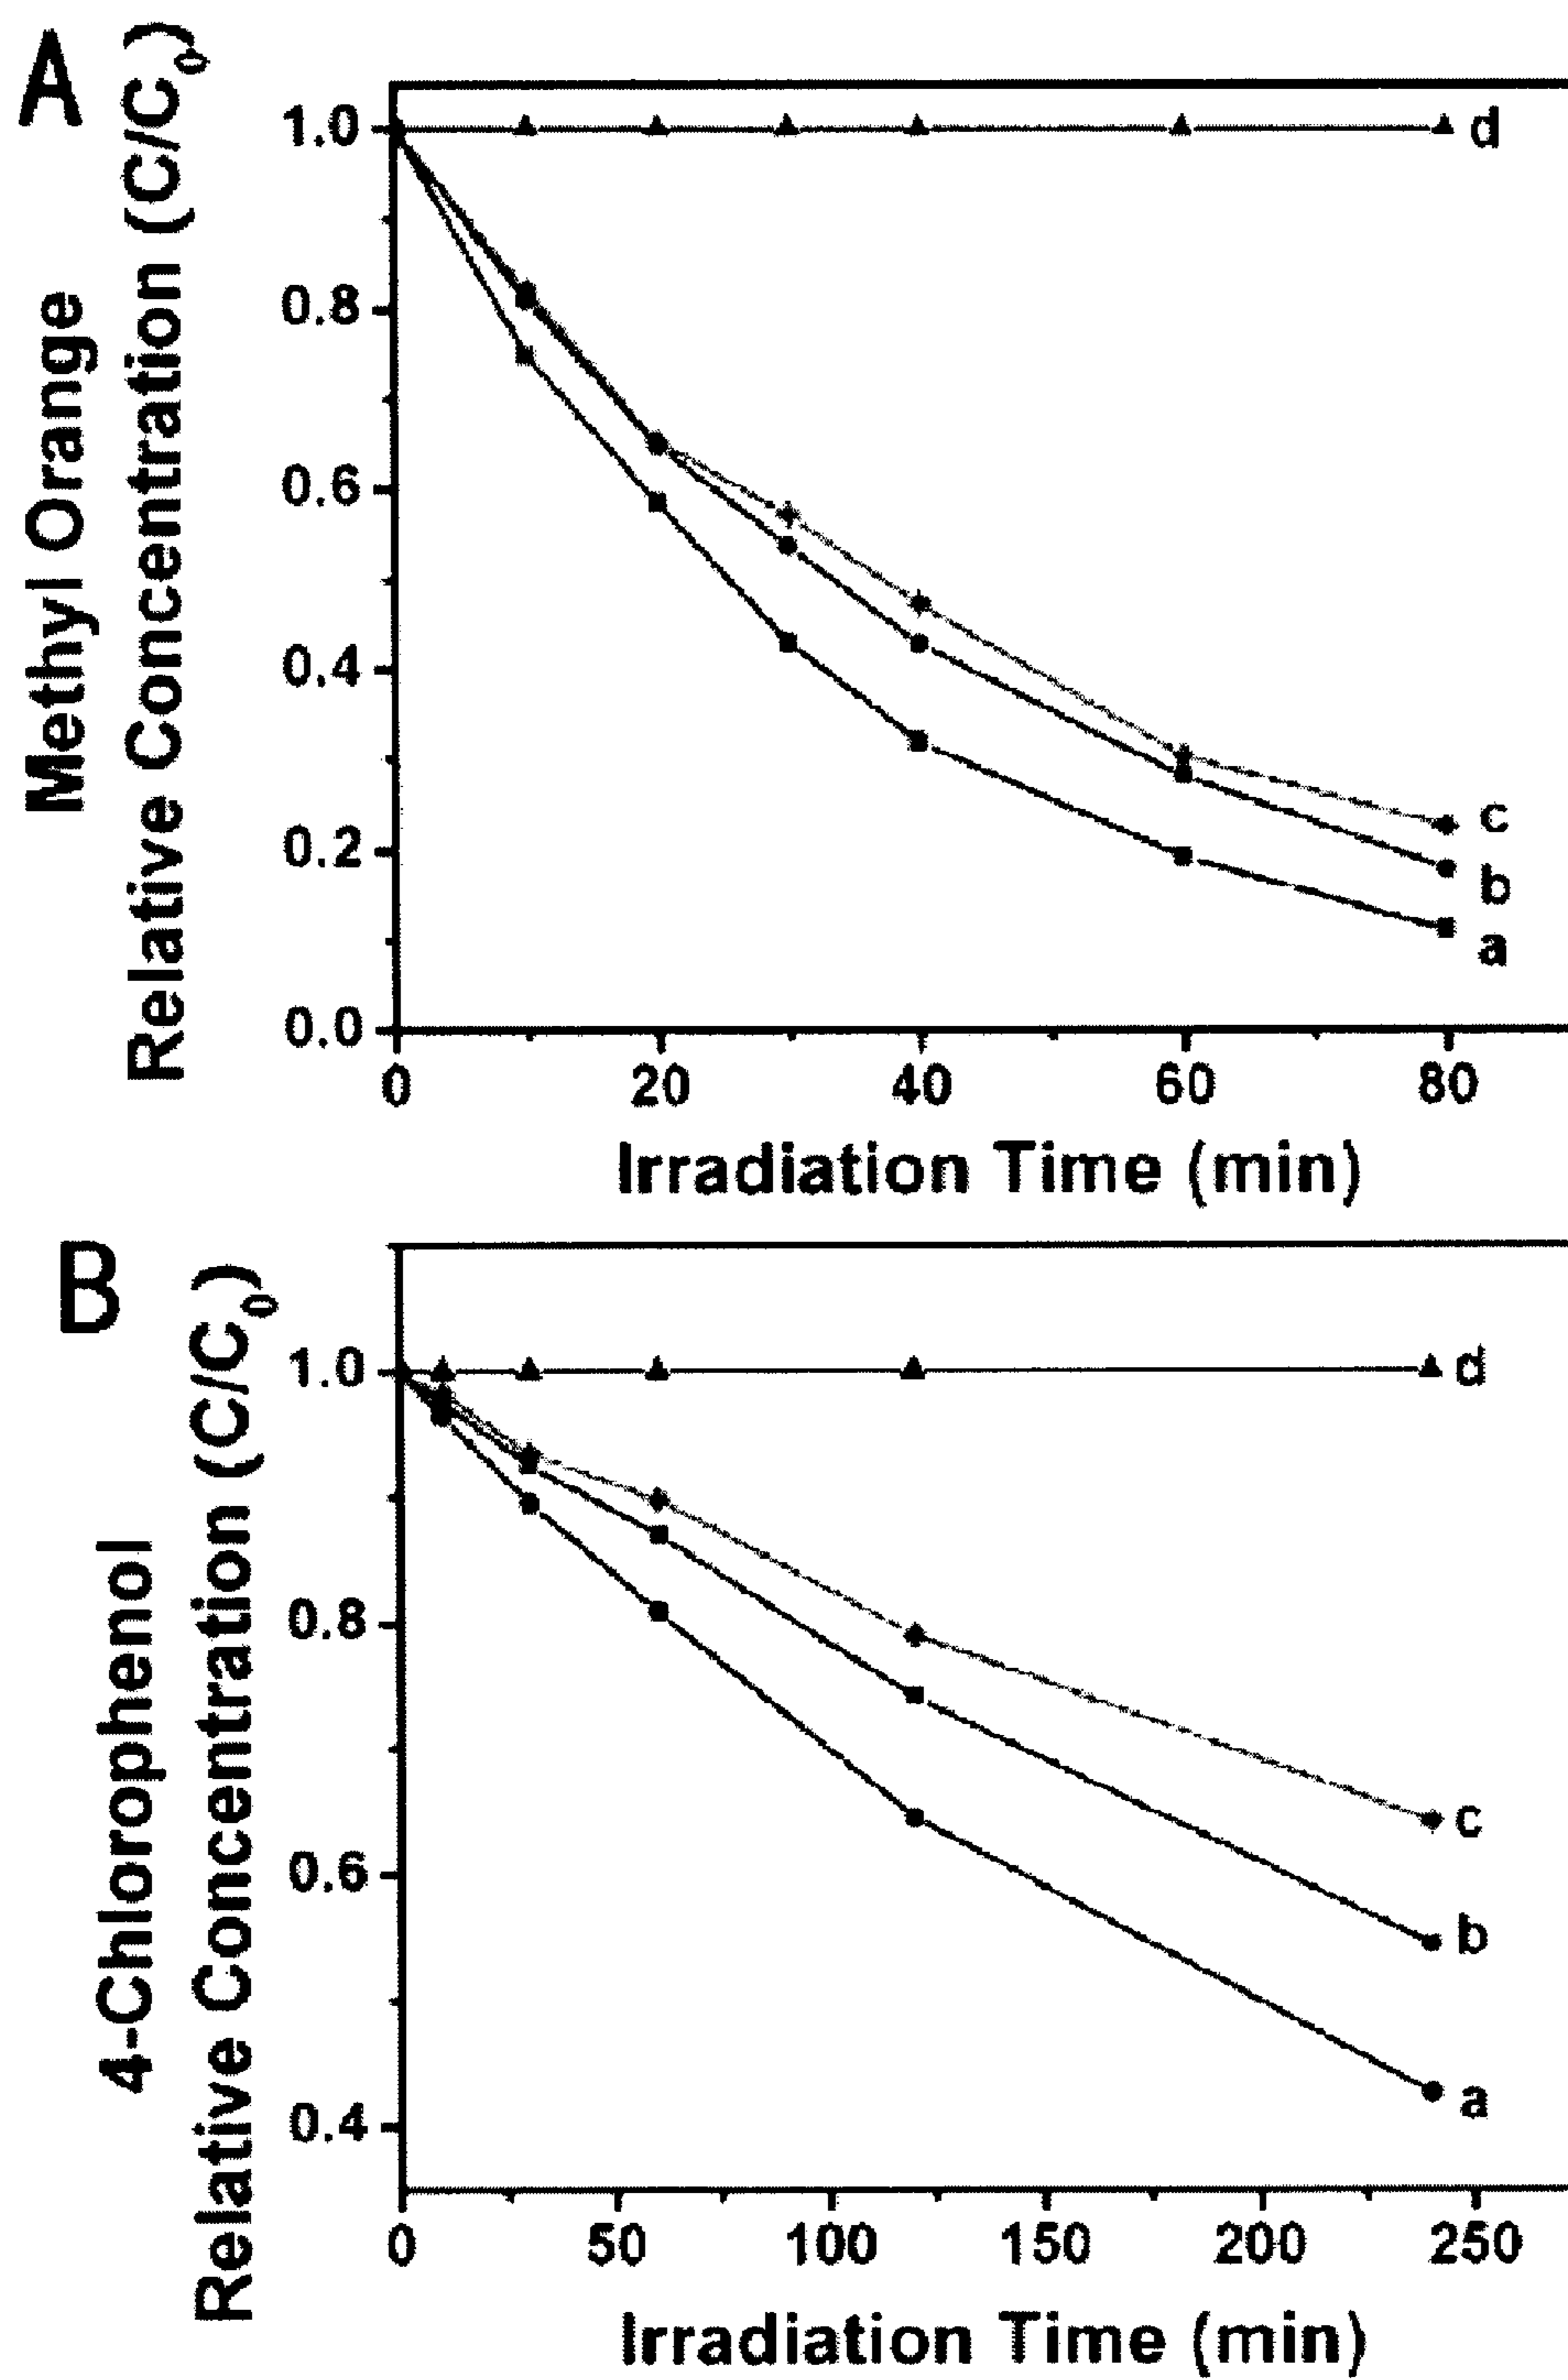 A
Methyl Orange
Relative Concentration (C/C0)
1.0
0.8
0.6
0.4
0.2
0.0
d
c
b
a
0 20 40 60 80
Irradiation Time (min)
B
4-Chlorophenol
Relative Concentration (C/C0)
1.0
0.8
0.6
0.4
d
c
b
a
0 50 100 150 200 250
Irradiation Time (min)